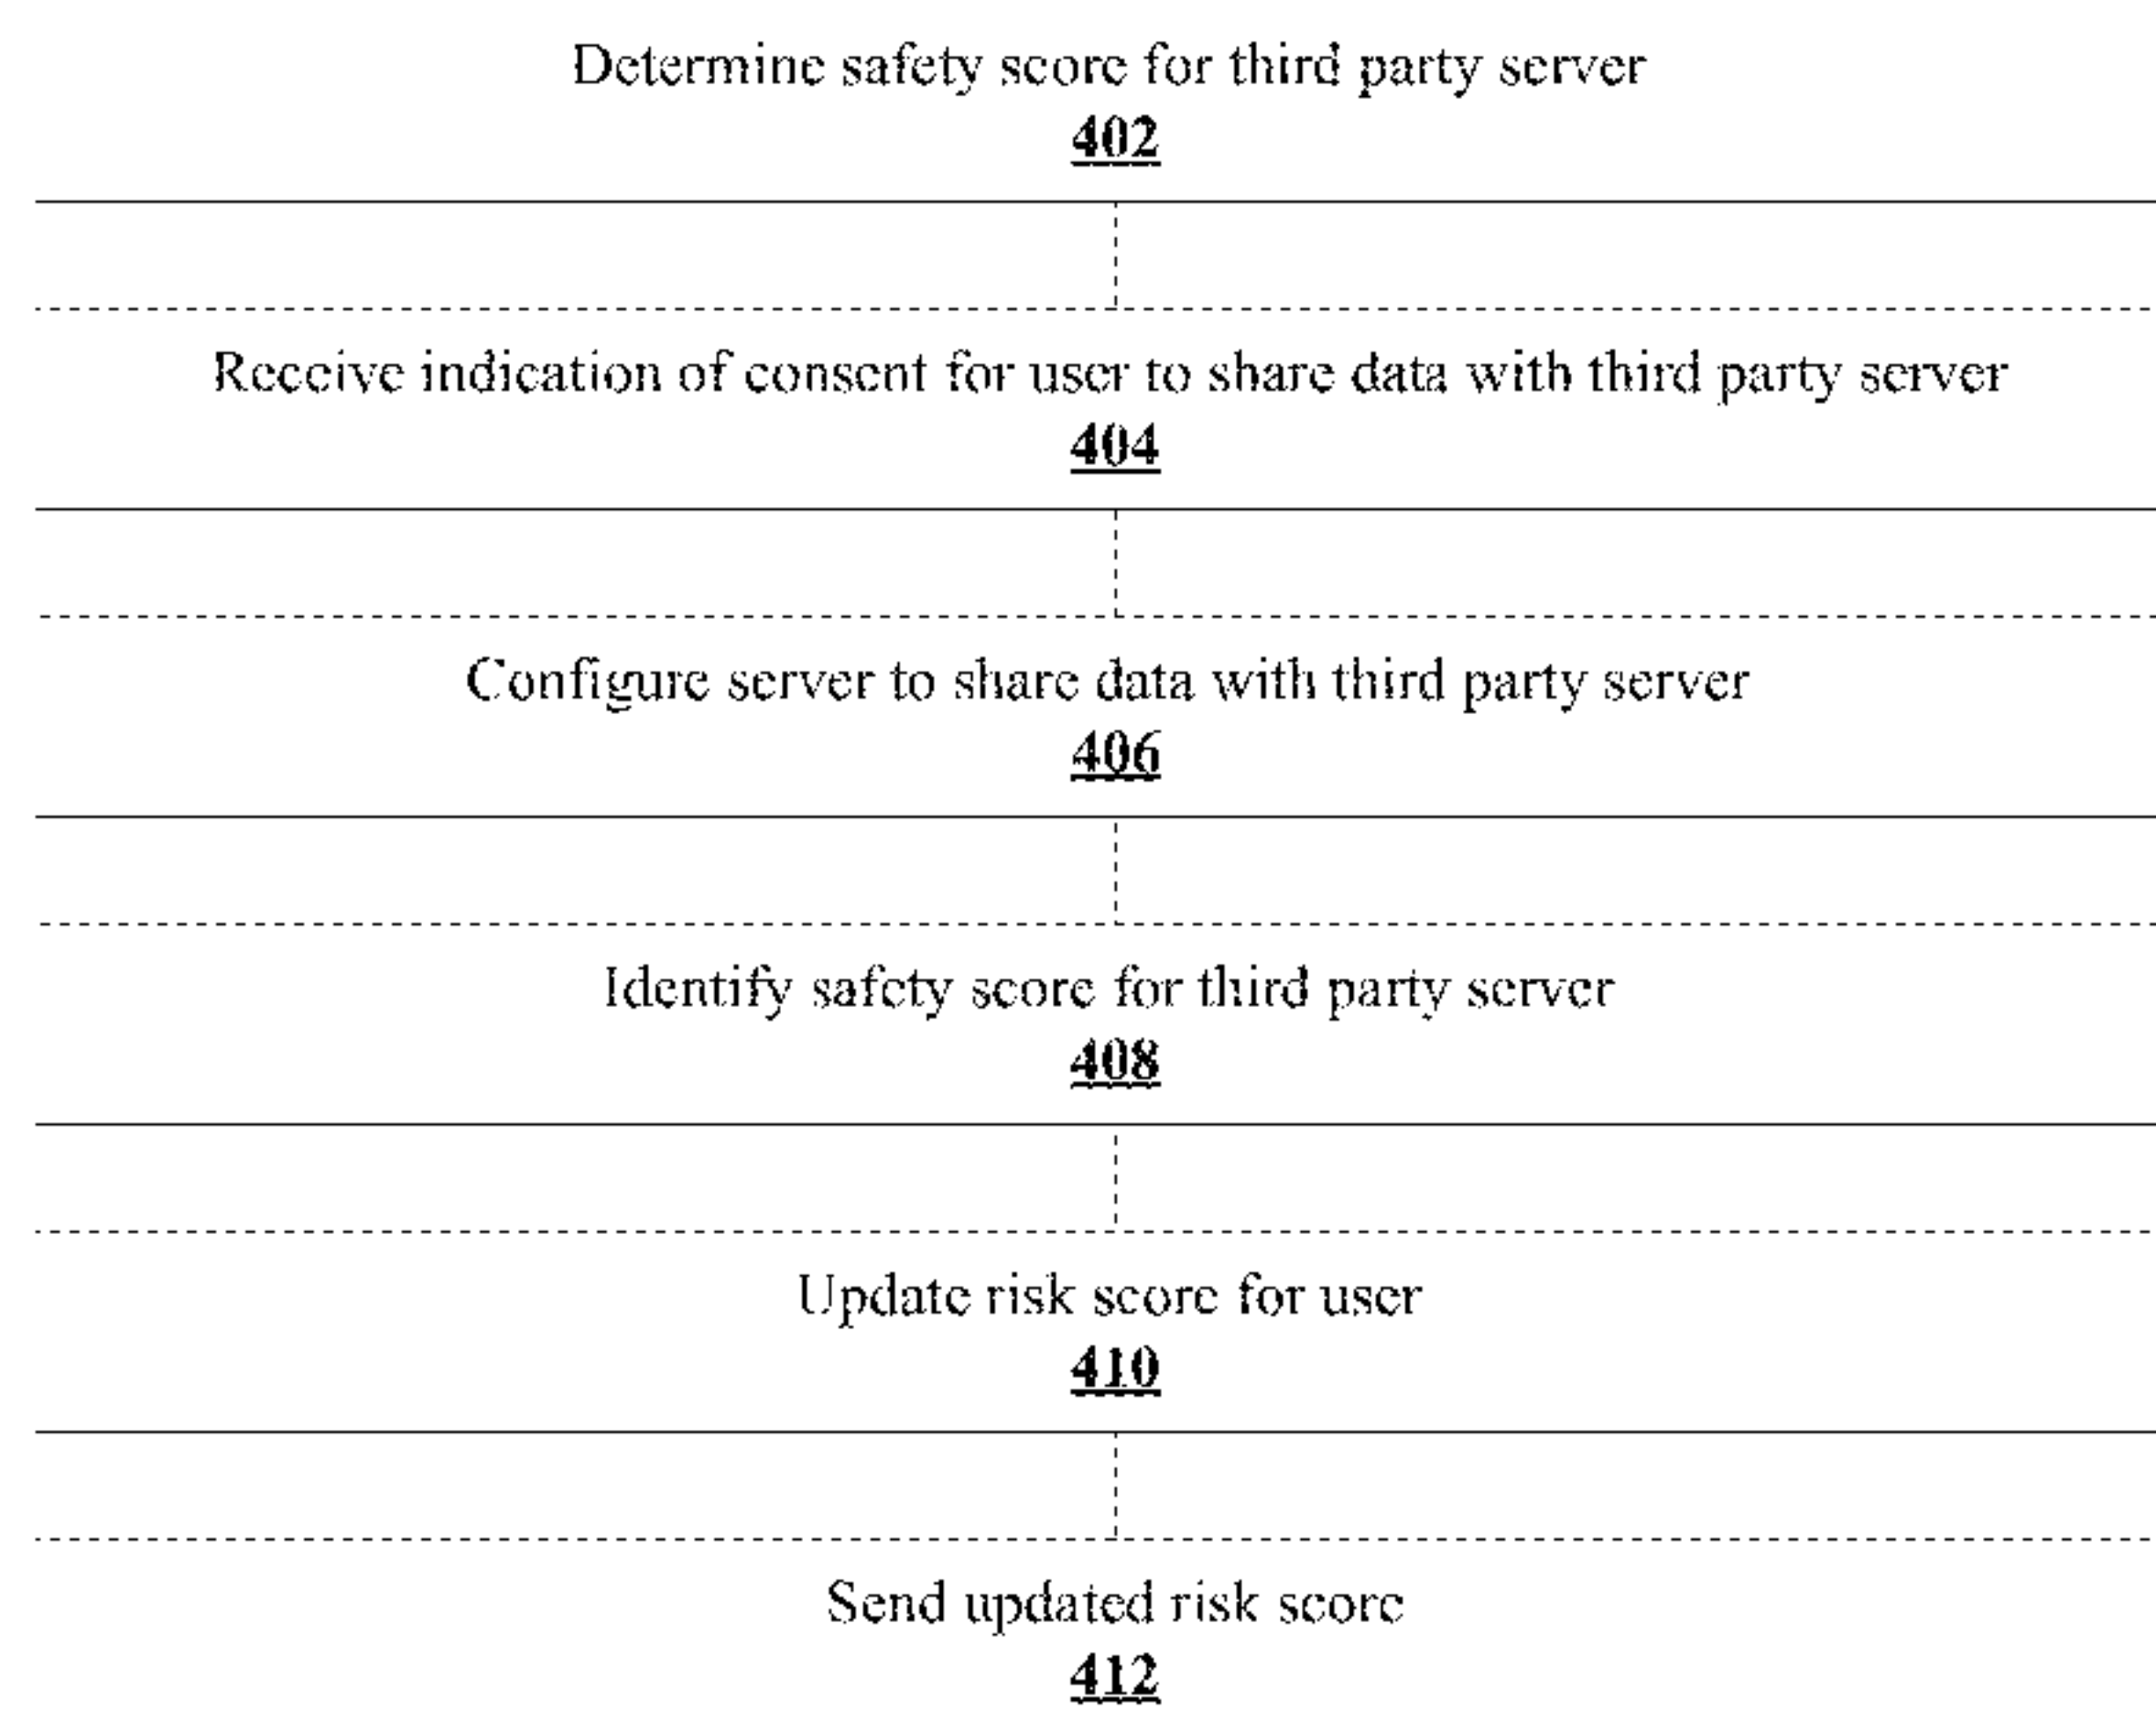 Determine safety score for third party server
402
Receive indication of consent for user to share data with third party server
404
Configure server to share data with third party server
406
Identify safety score for third party server
408
Update risk score for user
410
Send updated risk score
412